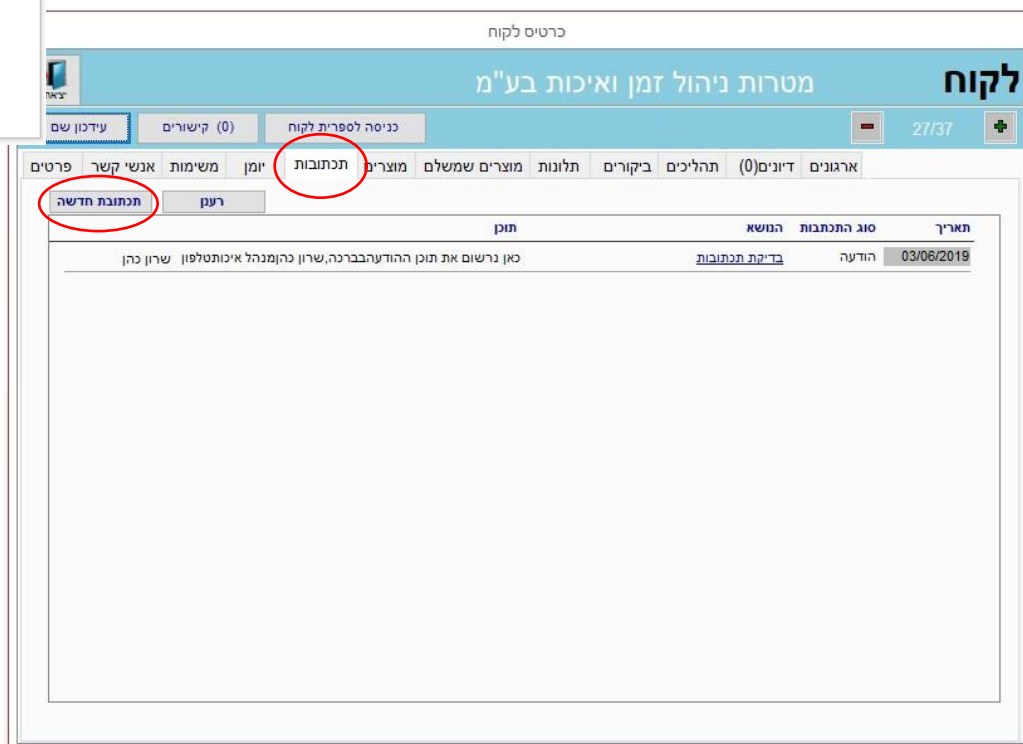 כרטיס לקוח
לקוח מטרות ניהול זמן ואיכות בע"מ יציאה
27/37 כניסה לספרית לקוח (0) קישורים עידכון שם
ארגונים דיונים(0) תהליכים ביקורים תלונות מוצרים שמשלם מוצרים תכתובות יומן משימות אנשי קשר פרטים
רענן תכתובת חדשה
תאריך סוג התכתבות הנושא תוכן
03/06/2019 הודעה בדיקת תכתובות כאן נרשום את תוכן ההודעהבברכה,שרון כהןמנהל איכותטלפון שרון כהן